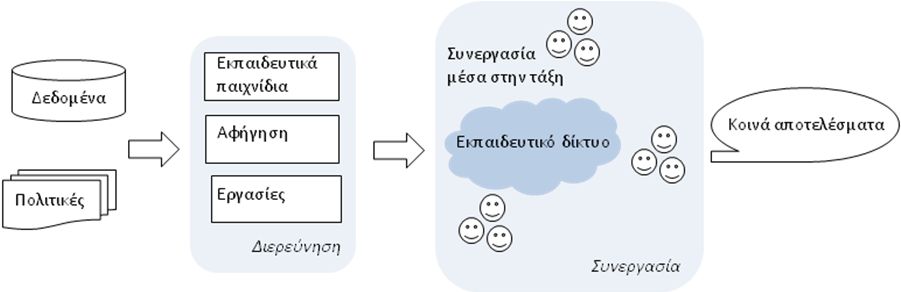 Δεδομένα
Πολιτικές
Εκπαιδευτικά
παιχνίδια
Αφήγηση
Εργασίες
Διερεύνηση
Συνεργασία
μέσα στην τάξη
Εκπαιδευτικό δίκτυο
Συνεργασία
Κοινά αποτελέσματα